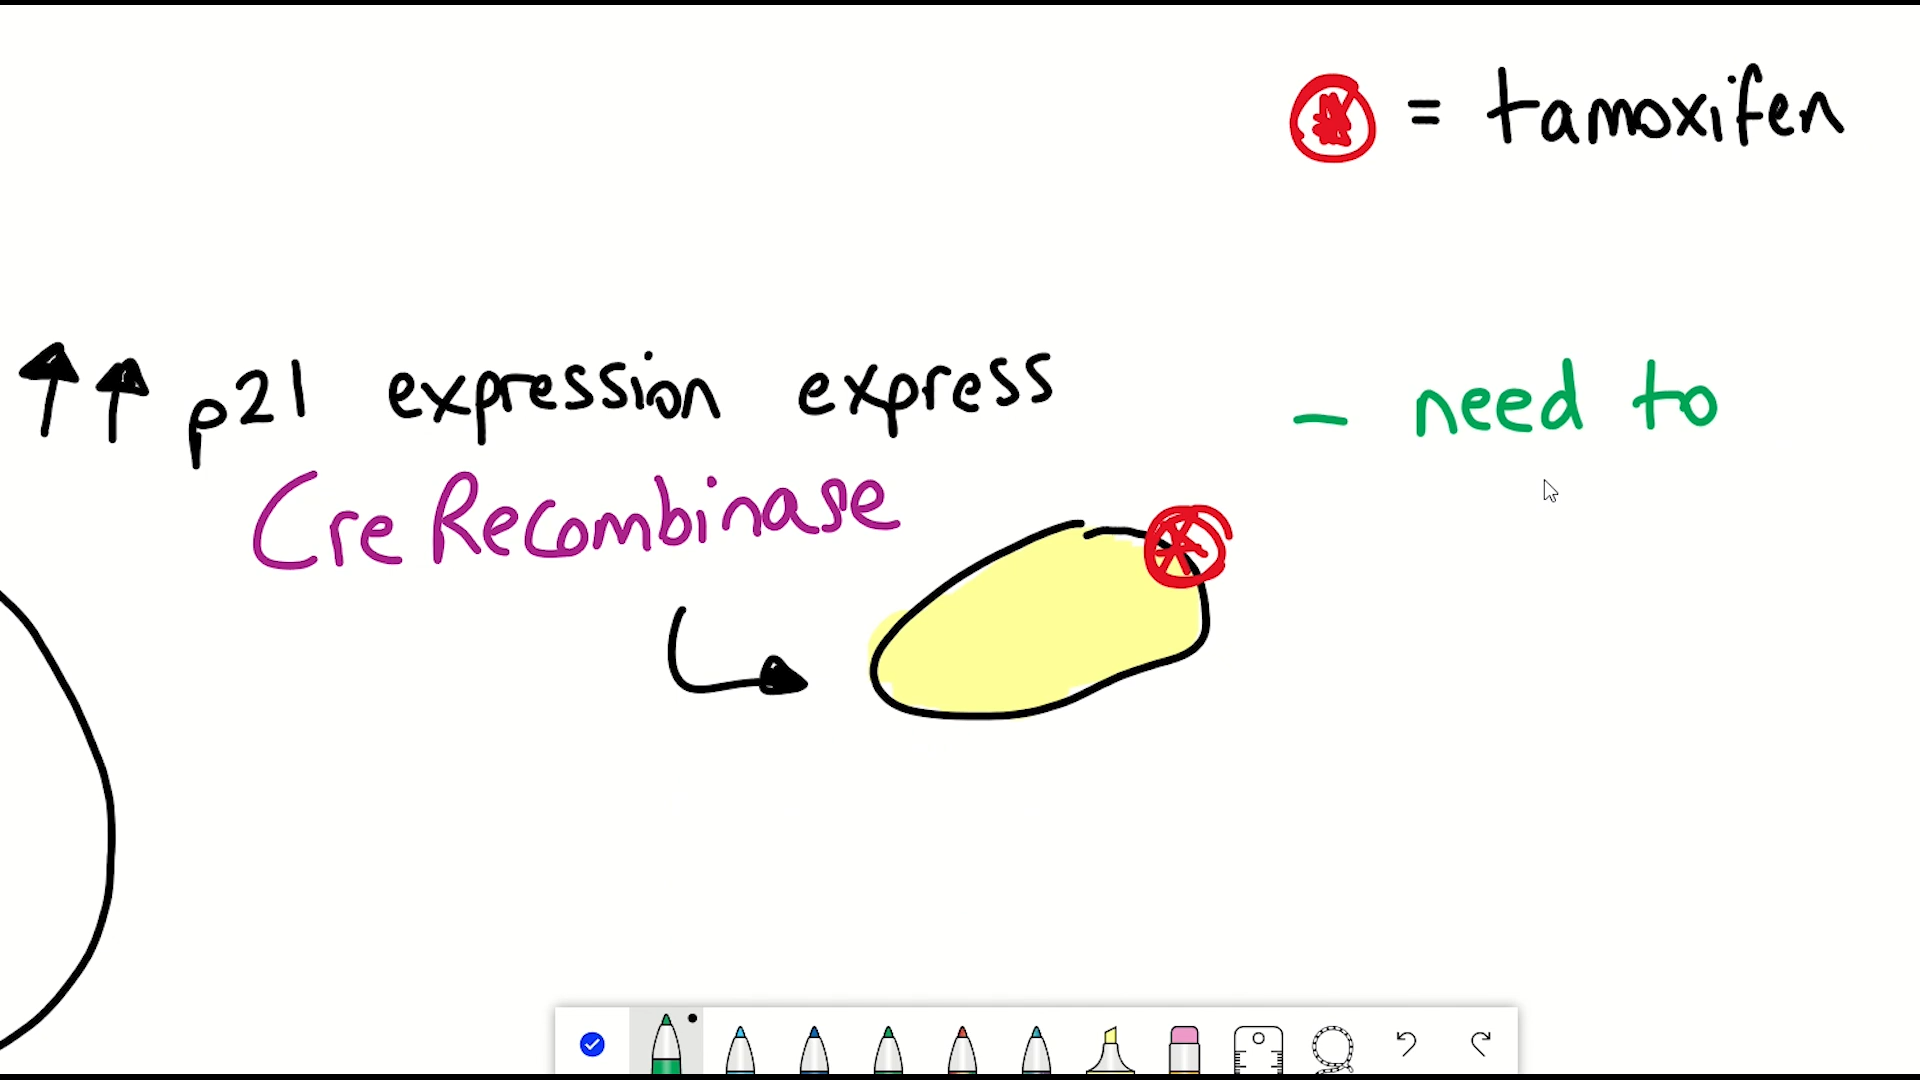 = tamoxifen
↑↑ p21 expression express
Cre Recombinase
- need to